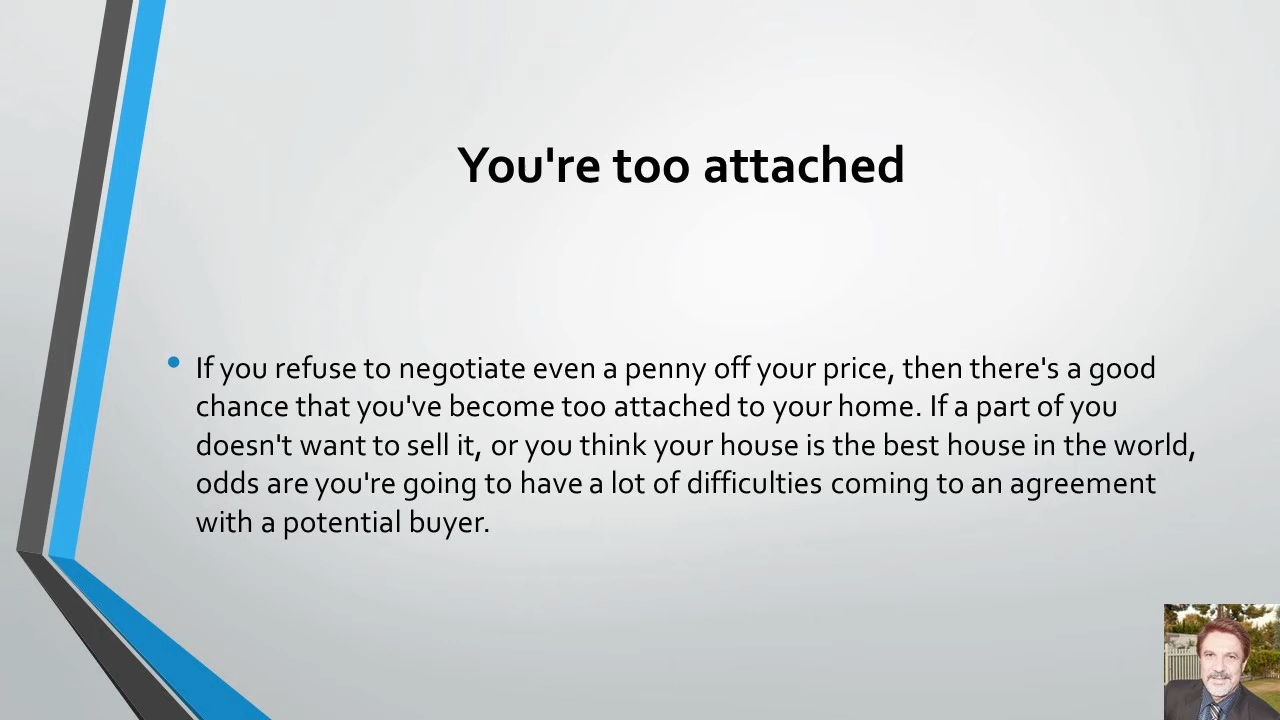 You're too attached
• If you refuse to negotiate even a penny off your price, then there's a good
chance that you've become too attached to your home. If a part of you
doesn't want to sell it, or you think your house is the best house in the world,
odds are you're going to have a lot of difficulties coming to an agreement
with a potential buyer.